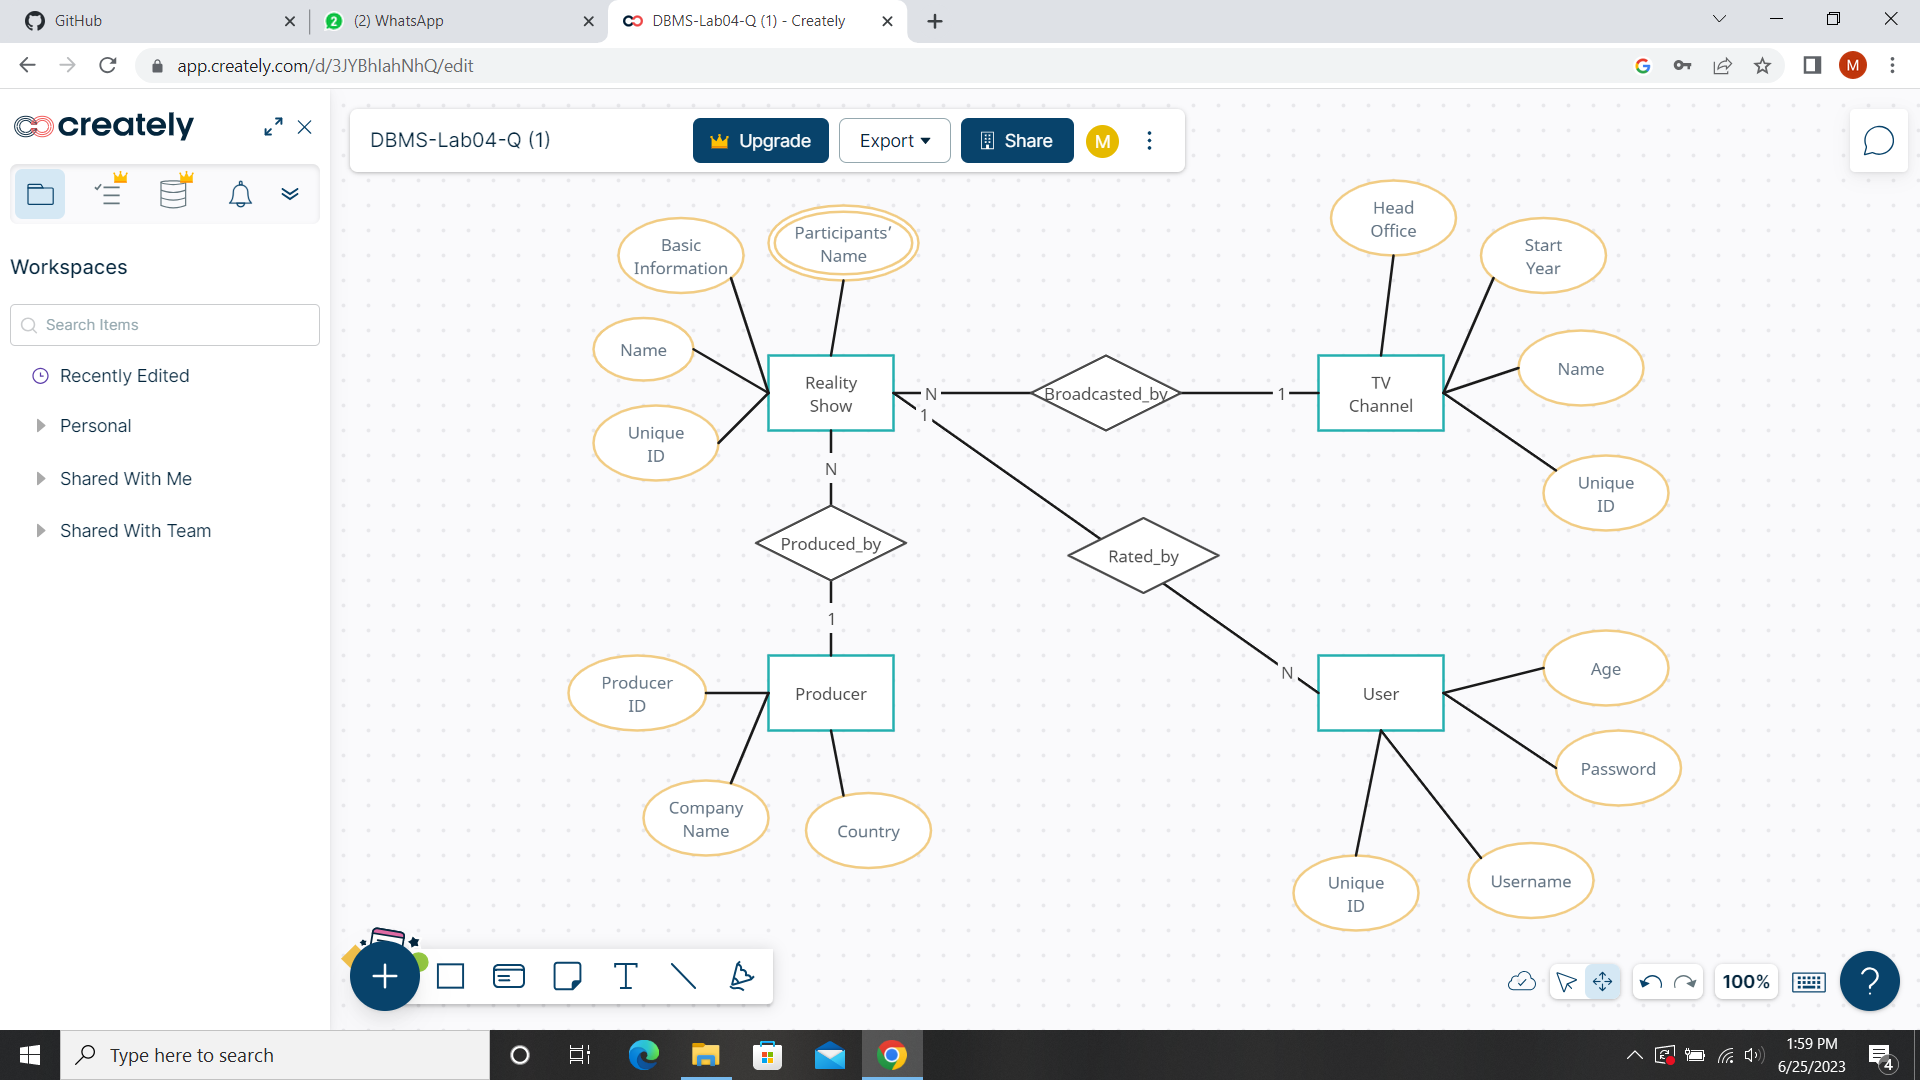 GitHub
(2) WhatsApp
DBMS-Lab04-Q (1) - Creately
app.creately.com/d/3JYBhIahNhQ/edit
M
creately
DBMS-Lab04-Q (1)
Upgrade
Export
Share
M
Workspaces
Search Items
Recently Edited
Personal
Shared With Me
Shared With Team
Basic
Information
Participants’
Name
Name
Unique
ID
Reality
Show
N
1
Broadcasted_by
1
TV
Channel
Head
Office
Start
Year
Name
Unique
ID
N
Produced_by
1
Rated_by
N
Producer
ID
Producer
Company
Name
Country
User
Age
Password
Unique
ID
Username
T
100%
?
Type here to search
1:59 PM
6/25/2023
4